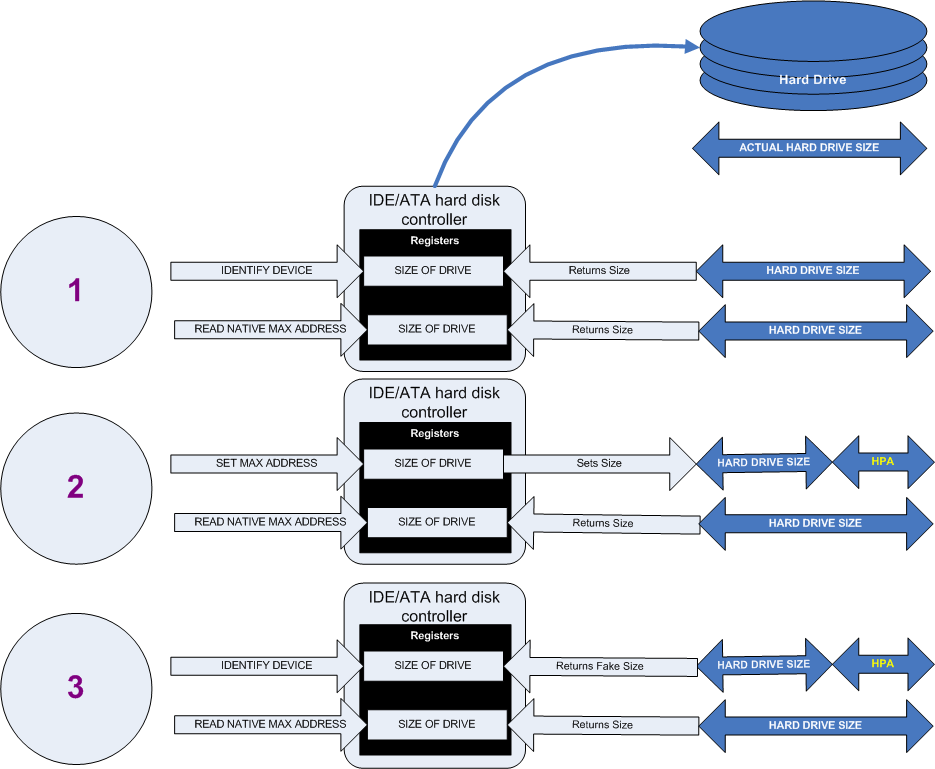 Hard Drive
ACTUAL HARD DRIVE SIZE
IDE/ATA hard disk
controller
Registers
1
IDENTIFY DEVICE
SIZE OF DRIVE
Returns Size
HARD DRIVE SIZE
READ NATIVE MAX ADDRESS
SIZE OF DRIVE
Returns Size
HARD DRIVE SIZE
IDE/ATA hard disk
controller
Registers
2
SET MAX ADDRESS
SIZE OF DRIVE
Sets Size
HARD DRIVE SIZE
HPA
READ NATIVE MAX ADDRESS
SIZE OF DRIVE
Returns Size
HARD DRIVE SIZE
IDE/ATA hard disk
controller
Registers
3
IDENTIFY DEVICE
SIZE OF DRIVE
Returns Fake Size
HARD DRIVE SIZE
HPA
READ NATIVE MAX ADDRESS
SIZE OF DRIVE
Returns Size
HARD DRIVE SIZE